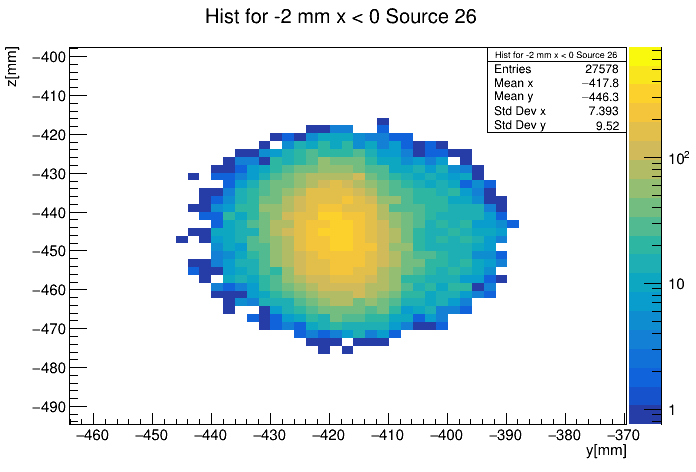 Hist for -2 mm x < 0 Source 26
z[mm]
Hist for -2 mm x < 0 Source 26
Entries 27578
Mean x −417.8
Mean y −446.3
Std Dev x 7.393
Std Dev y 9.52
−400
−410
−420
−430
−440
−450
−460
−470
−480
−490
10²
10
1
−460 −450 −440 −430 −420 −410 −400 −390 −380 −370
y[mm]